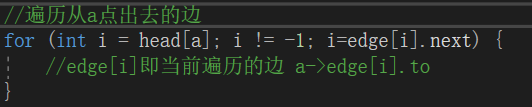 //遍历从a点出去的边
for (int i = head[a]; i != -1; i=edge[i].next) {
//edge[i]即当前遍历的边 a->edge[i].to
}